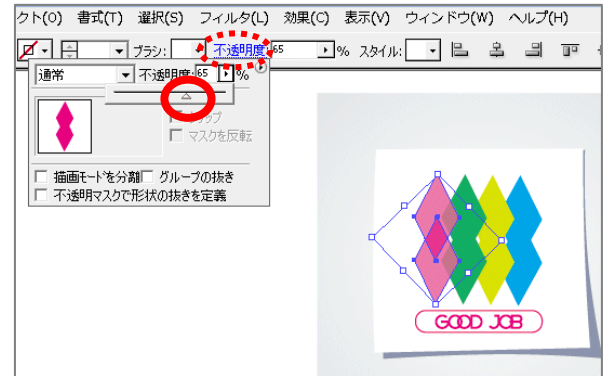 クト(O) 書式(T) 選択(S) フィルタ(L) 効果(C) 表示(V) ウィンドウ(W) ヘルプ(H)
ブラシ: 不透明度: 65 % スタイル:
通常 不透明度: 65 %
マスクを反転
描画モードを分離 グループの抜き
不透明マスクで形状の抜きを定義
GOOD JOB